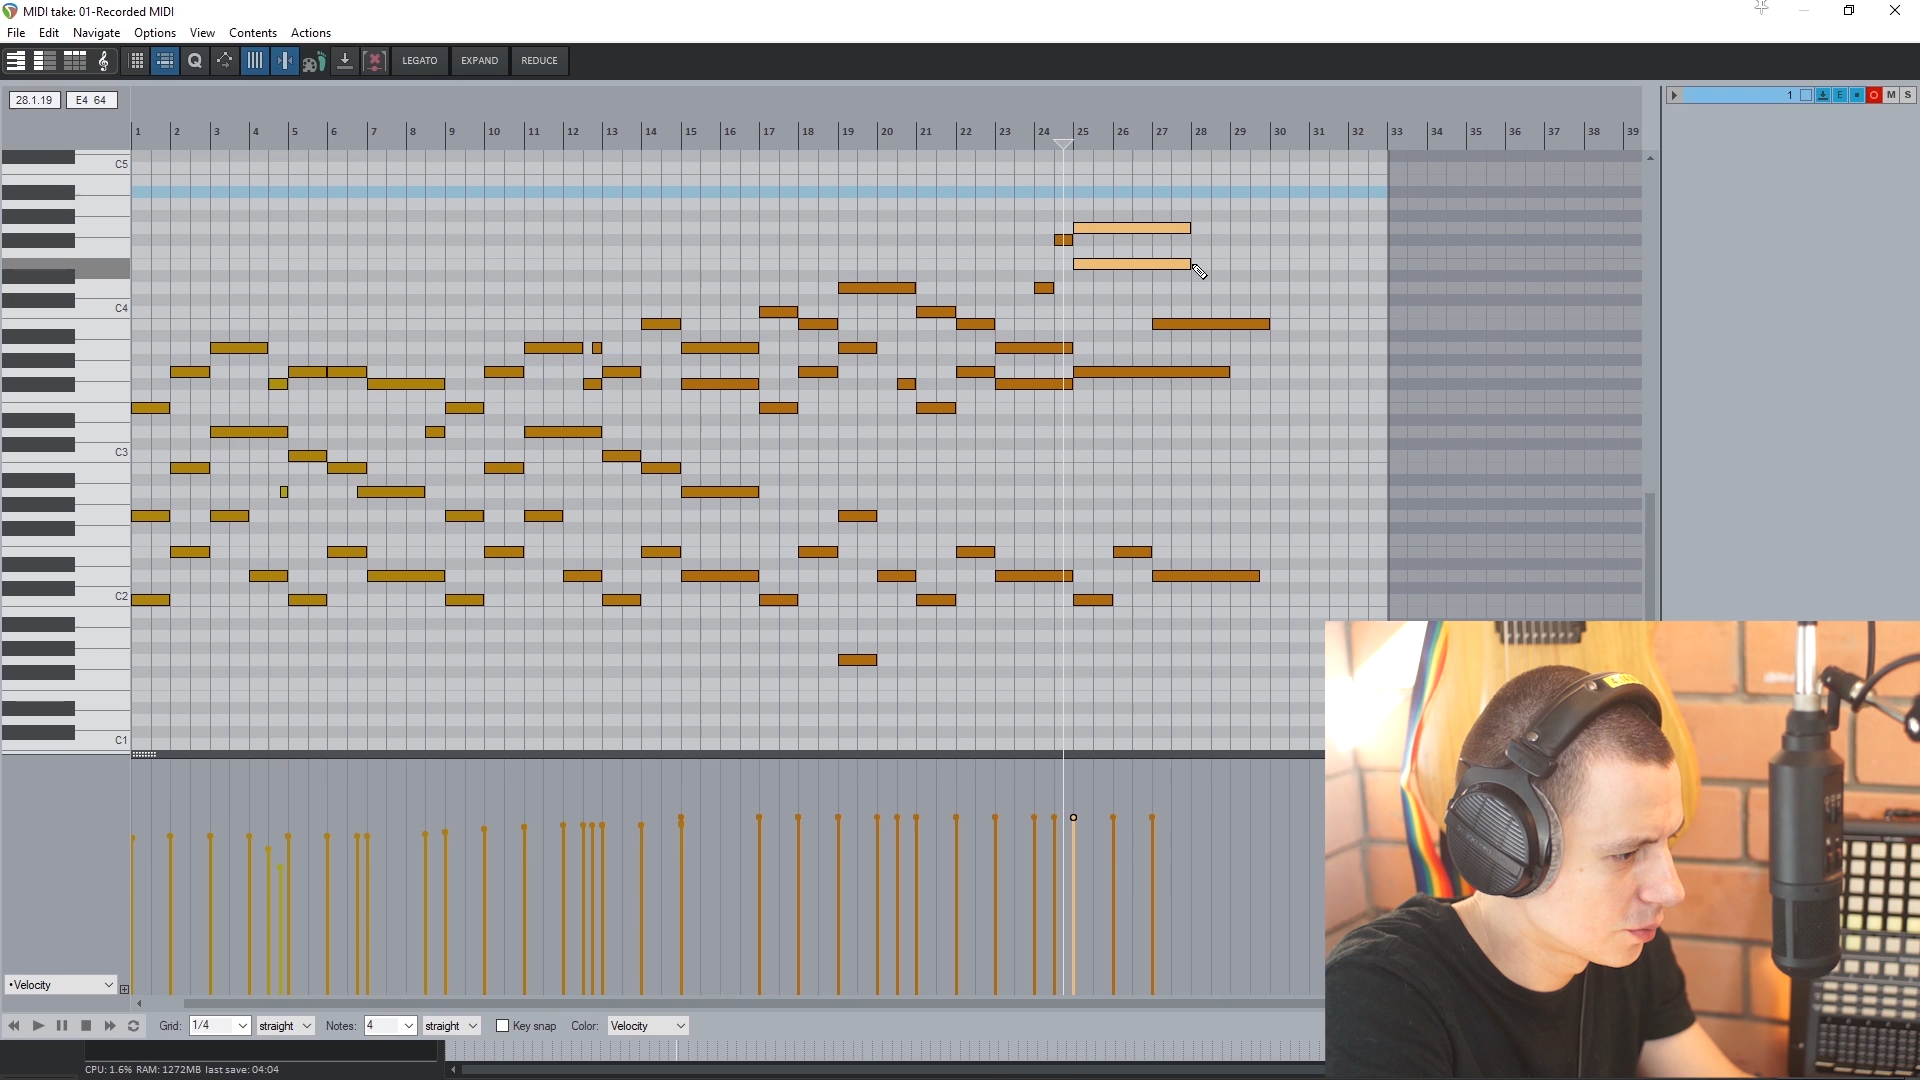 MIDI take: 01-Recorded MIDI
File Edit Navigate Options View Contents Actions
Q LEGATO EXPAND REDUCE
28.1.19 E4 64
1 E M S
1 2 3 4 5 6 7 8 9 10 11 12 13 14 15 16 17 18 19 20 21 22 23 24 25 26 27 28 29 30 31 32 33 34 35 36 37 38 39
C5
C4
C3
C2
C1
•Velocity
Grid: 1/4 straight Notes: 4 straight Key snap Color: Velocity
CPU: 1.6% RAM: 1272MB last save: 04:04